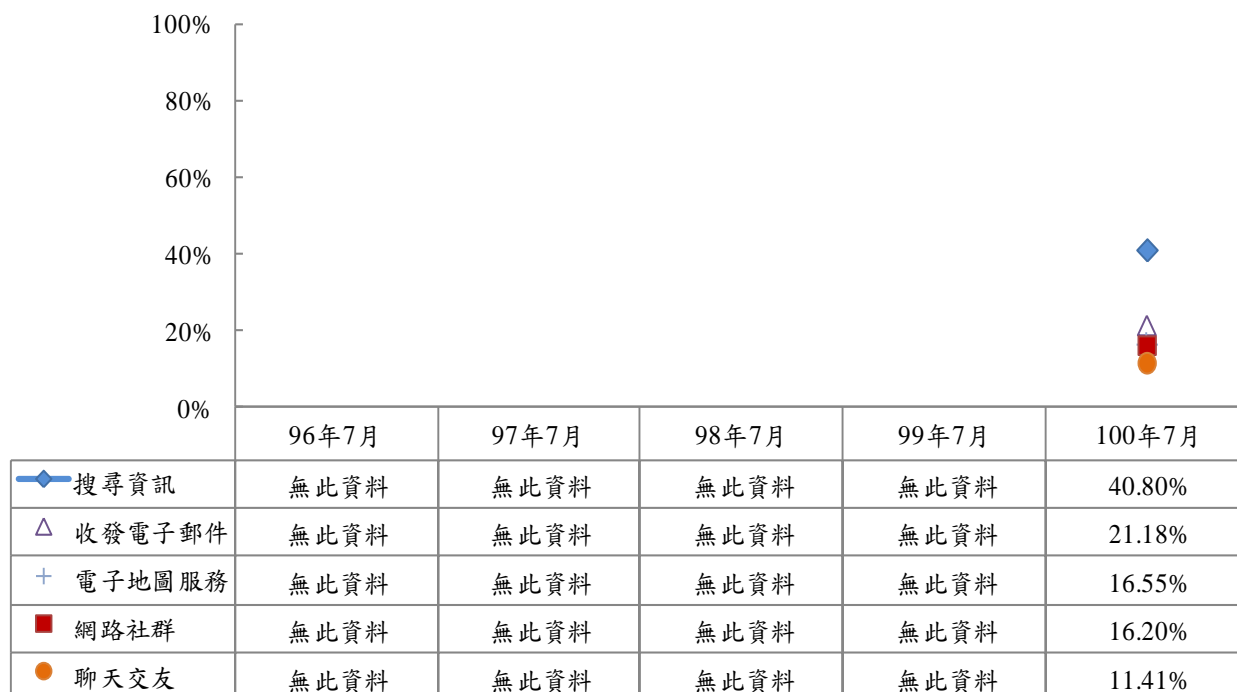 100%
80%
60%
40%
20%
0%
96年7月 97年7月 98年7月 99年7月 100年7月
搜尋資訊 無此資料 無此資料 無此資料 無此資料 40.80%
收發電子郵件 無此資料 無此資料 無此資料 無此資料 21.18%
電子地圖服務 無此資料 無此資料 無此資料 無此資料 16.55%
網路社群 無此資料 無此資料 無此資料 無此資料 16.20%
聊天交友 無此資料 無此資料 無此資料 無此資料 11.41%